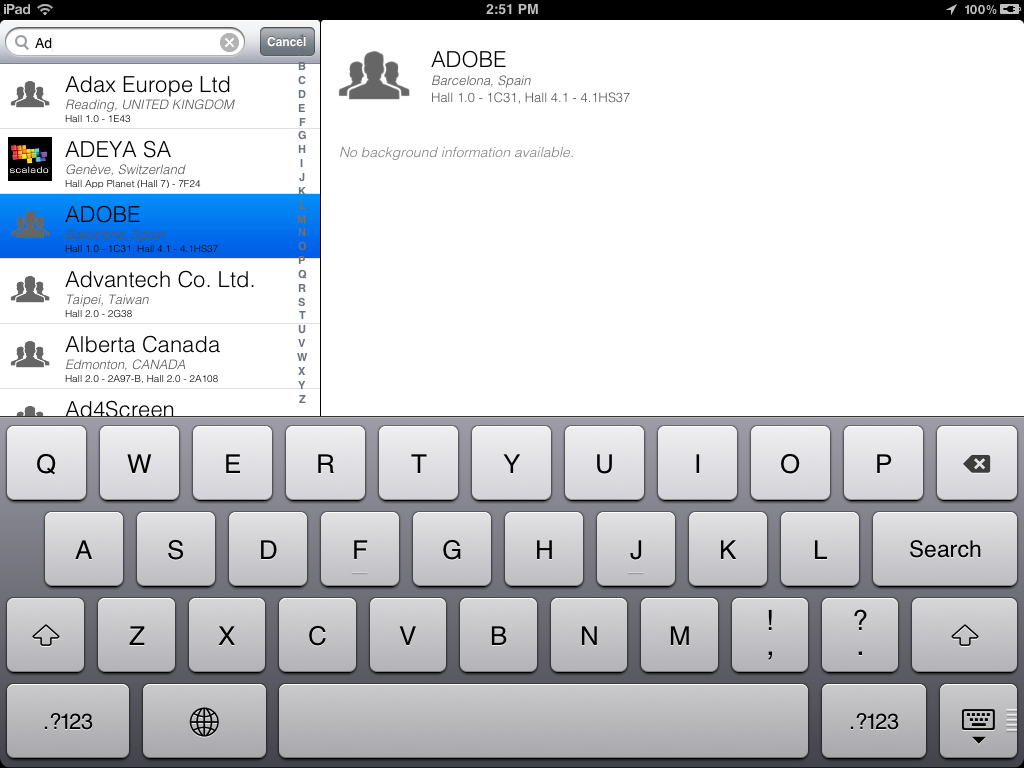 iPad 2:51 PM 100%
Ad Cancel
Adax Europe Ltd
Reading, UNITED KINGDOM
Hall 1.0 - 1E43
scalado
ADEYA SA
Genève, Switzerland
Hall App Planet (Hall 7) - 7F24
ADOBE
Barcelona, Spain
Hall 1.0 - 1C31, Hall 4.1 - 4.1HS37
Advantech Co. Ltd.
Taipei, Taiwan
Hall 2.0 - 2G38
Alberta Canada
Edmonton, CANADA
Hall 2.0 - 2A97-B, Hall 2.0 - 2A108
Ad4Screen
B
C
D
E
F
G
H
I
J
K
L
M
N
O
P
Q
R
S
T
U
V
W
X
Y
Z
ADOBE
Barcelona, Spain
Hall 1.0 - 1C31, Hall 4.1 - 4.1HS37
No background information available.
Q W E R T Y U I O P
A S D F G H J K L Search
Z X C V B N M ! , ? .
.?123 .?123